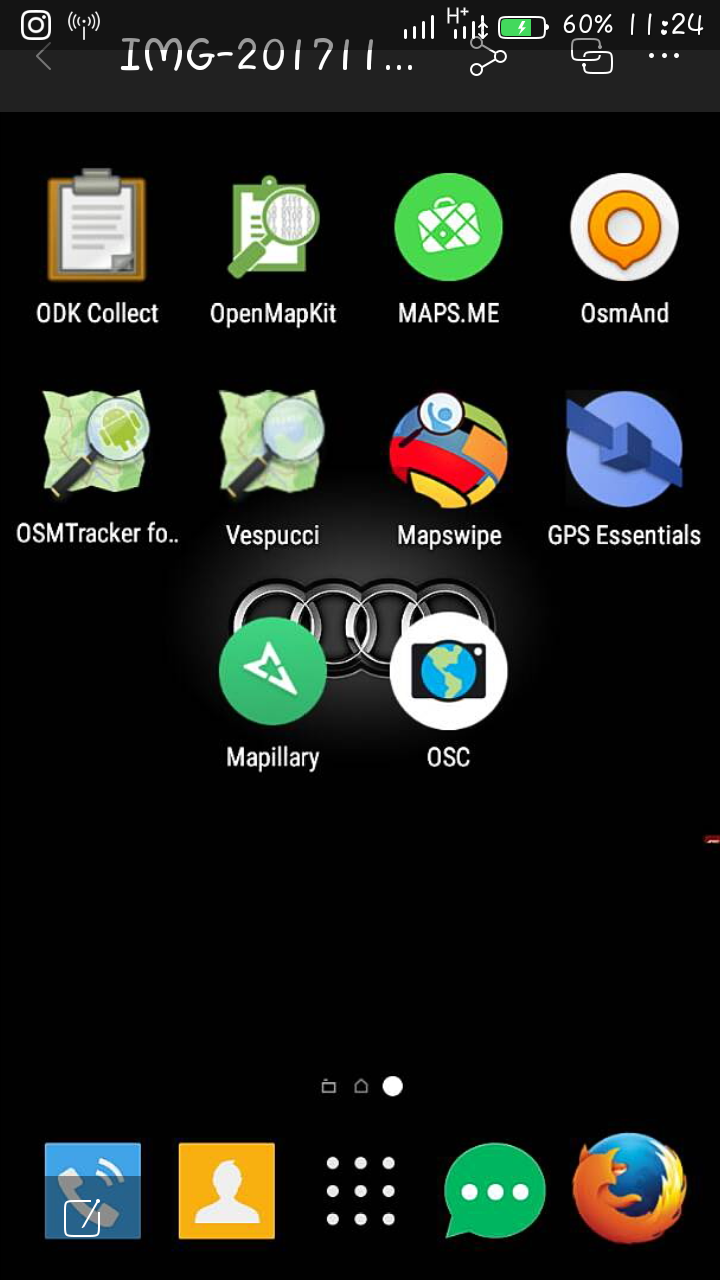 H+ 60% 11:24
IMG-201711...
ODK Collect OpenMapKit MAPS.ME OsmAnd
OSMTracker fo.. Vespucci Mapswipe GPS Essentials
Mapillary OSC